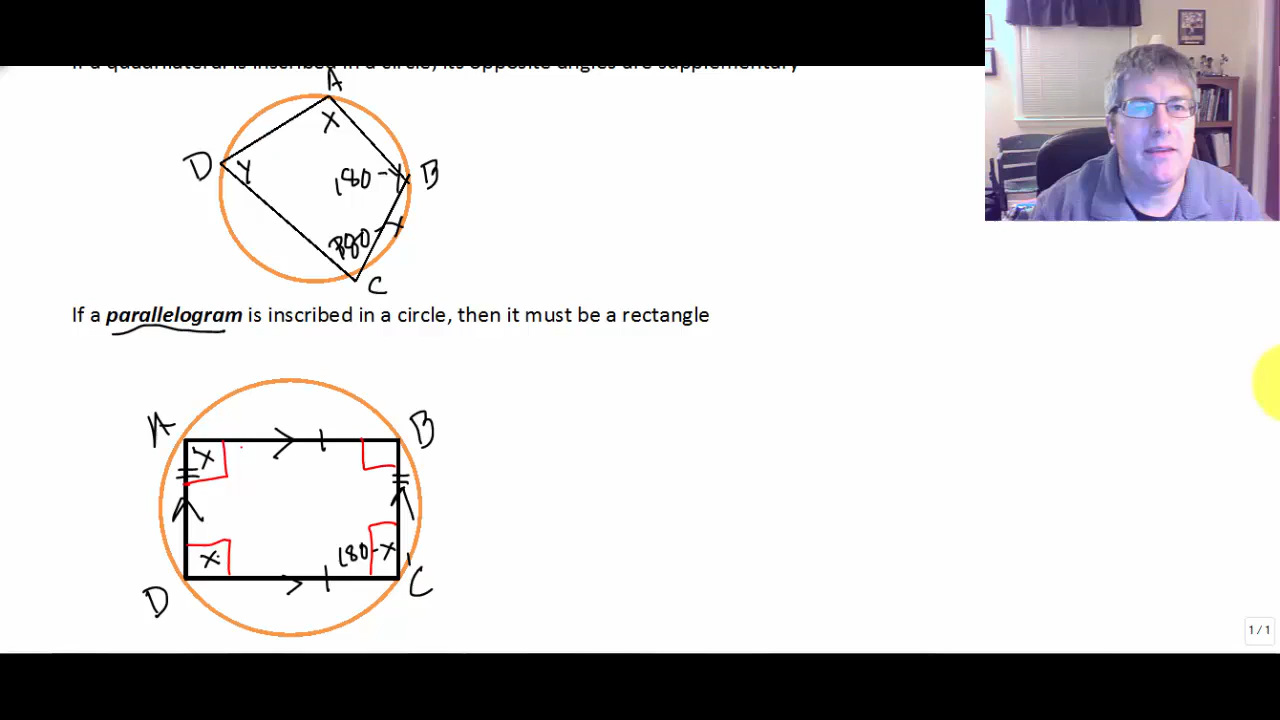 If a quadrilateral is inscribed in a circle, its opposite angles are supplementary
A
X
D
y
180-y
B
180-x
C
If a parallelogram is inscribed in a circle, then it must be a rectangle
A
B
x
x
180-x
D
C
1 / 1